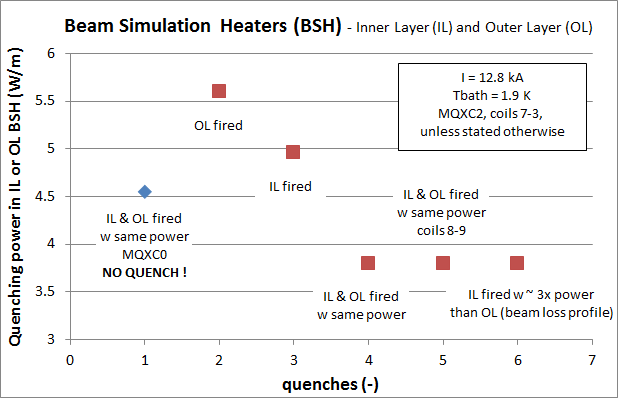 Beam Simulation Heaters (BSH) - Inner Layer (IL) and Outer Layer (OL)
Quenching power in IL or OL BSH (W/m)
6
5.5
5
4.5
4
3.5
3
I = 12.8 kA
Tbath = 1.9 K
MQXC2, coils 7-3,
unless stated otherwise
OL fired
IL fired
IL & OL fired
w same power
MQXC0
NO QUENCH !
IL & OL fired
w same power
coils 8-9
IL & OL fired
w same power
IL fired w ~ 3x power
than OL (beam loss profile)
0
1
2
3
4
5
6
7
quenches (-)